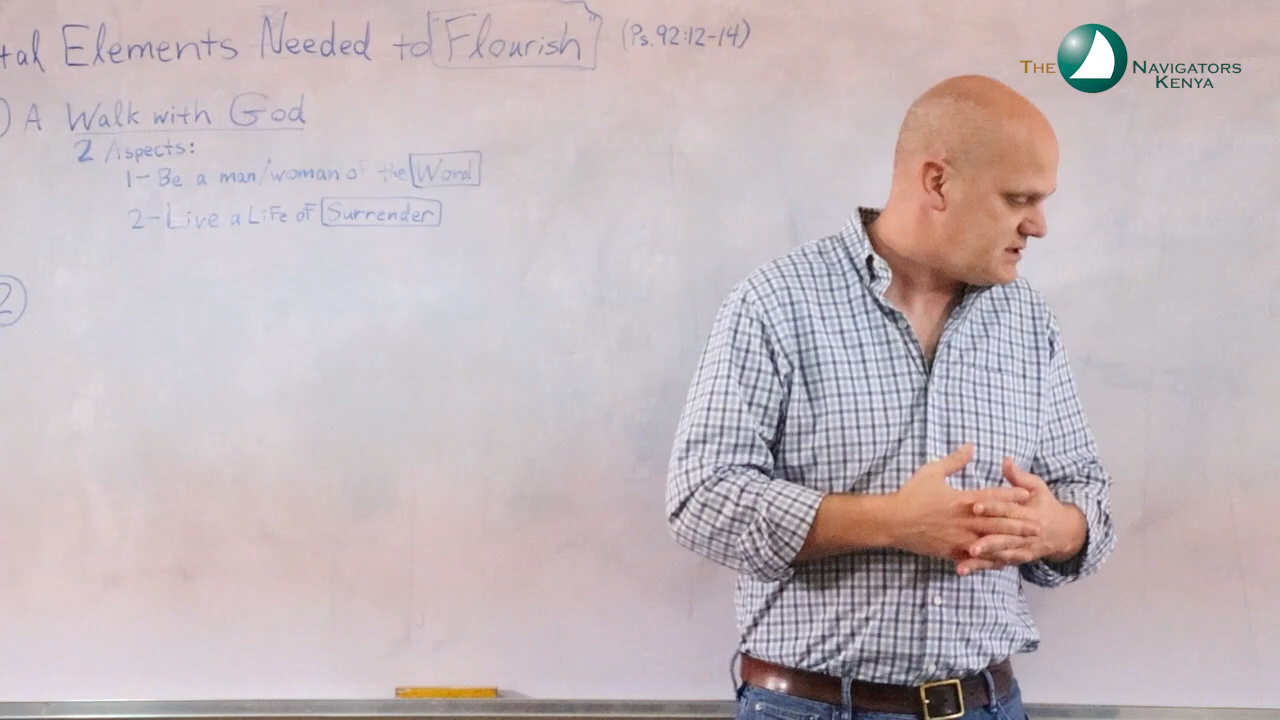 tal Elements Needed to "Flourish" (Ps. 92:12-14)
A Walk with God
2 Aspects:
1- Be a man/woman of the Word
2- Live a Life of Surrender
2
THE NAVIGATORS
KENYA